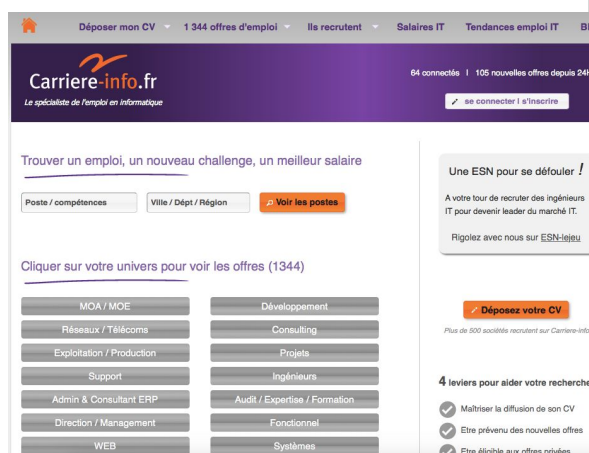 Déposer mon CV 1 344 offres d'emploi Ils recrutent Salaires IT Tendances emploi IT
Carriere-info.fr
Le spécialiste de l'emploi en informatique
64 connectés | 105 nouvelles offres depuis 24H
se connecter I s'inscrire
Trouver un emploi, un nouveau challenge, un meilleur salaire
Poste / compétences Ville / Dépt / Région Voir les postes
Une ESN pour se défouler !
A votre tour de recruter des ingénieurs
IT pour devenir leader du marché IT.
Rigolez avec nous sur ESN-lejeu
Cliquer sur votre univers pour voir les offres (1344)
MOA / MOE Développement
Réseaux / Télécoms Consulting
Exploitation / Production Projets
Support Ingénieurs
Admin & Consultant ERP Audit / Expertise / Formation
Direction / Management Fonctionnel
WEB Systèmes
Déposez votre CV
Plus de 500 sociétés recrutent sur Carriere-info
4 leviers pour aider votre recherche
Maîtriser la diffusion de son CV
Etre prévenu des nouvelles offres
Etre éligible aux offres privées